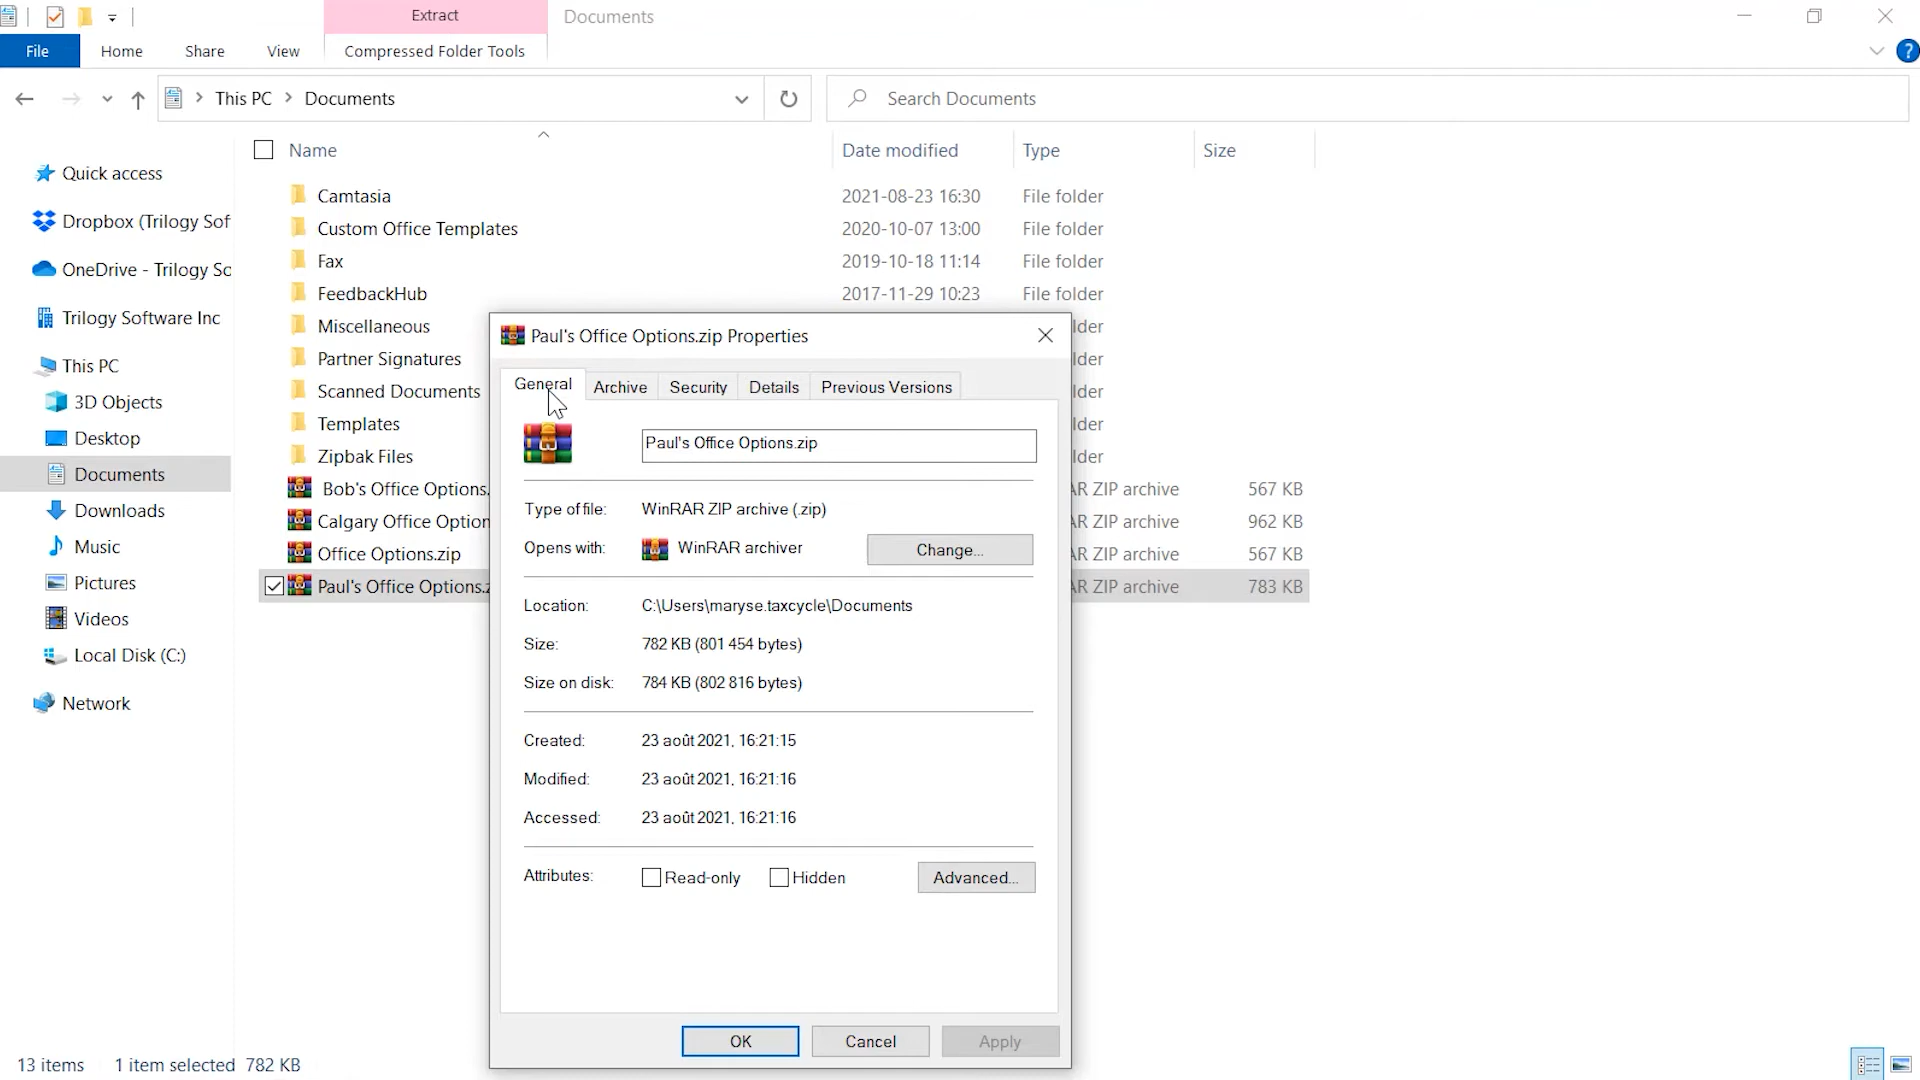 Extract
Documents
File
Home
Share
View
Compressed Folder Tools
?
This PC
Documents
Search Documents
Name
Date modified
Type
Size
Quick access
Dropbox (Trilogy Sof
OneDrive - Trilogy Sc
Trilogy Software Inc
This PC
3D Objects
Desktop
Documents
Downloads
Music
Pictures
Videos
Local Disk (C:)
Network
Camtasia 2021-08-23 16:30 File folder
Custom Office Templates 2020-10-07 13:00 File folder
Fax 2019-10-18 11:14 File folder
FeedbackHub 2017-11-29 10:23 File folder
Miscellaneous lder
Partner Signatures lder
Scanned Documents lder
Templates lder
Zipbak Files lder
Bob's Office Options. AR ZIP archive 567 KB
Calgary Office Option AR ZIP archive 962 KB
Office Options.zip AR ZIP archive 567 KB
Paul's Office Options.z AR ZIP archive 783 KB
Paul's Office Options.zip Properties
General
Archive
Security
Details
Previous Versions
Paul's Office Options.zip
Type of file: WinRAR ZIP archive (.zip)
Opens with: WinRAR archiver Change...
Location: C:\Users\maryse.taxcycle\Documents
Size: 782 KB (801 454 bytes)
Size on disk: 784 KB (802 816 bytes)
Created: 23 août 2021, 16:21:15
Modified: 23 août 2021, 16:21:16
Accessed: 23 août 2021, 16:21:16
Attributes: Read-only Hidden Advanced...
OK Cancel Apply
13 items 1 item selected 782 KB